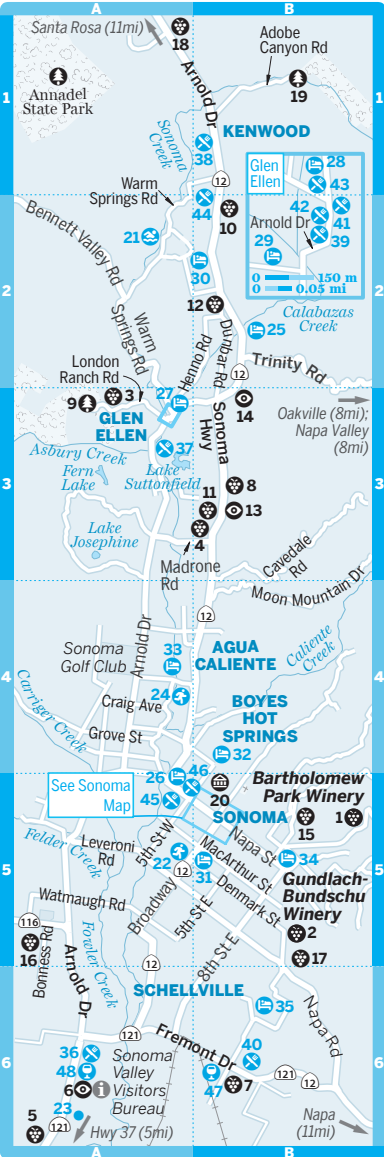 A
B
Santa Rosa (11mi)
18
Arnold Dr
Adobe
Canyon Rd
1
1
Annadel
State Park
19
Sonoma
Creek
KENWOOD
38
12
Glen
Ellen
28
43
42
41
Arnold Dr
39
29
0 150 m
0 0.05 mi
Warm
Springs Rd
44
10
Bennett Valley Rd
21
30
2
2
12
Calabazas
Creek
25
Warm
Springs Rd
Henno Rd
Dunbar Rd
12
Trinity Rd
London
Ranch Rd
9
3
27
14
GLEN
ELLEN
Sonoma
Hwy
Oakville (8mi);
Napa Valley
(8mi)
Asbury Creek
37
Fern
Lake
Lake
Suttonfield
3
3
11
8
13
Lake
Josephine
4
Madrone
Rd
Cavedale
Rd
Moon Mountain Dr
12
Arnold Dr
Sonoma
Golf Club
33
AGUA
CALIENTE
Caliente
Creek
4
4
24
Craig Ave
Carriger Creek
BOYES
HOT
SPRINGS
Grove St
32
26
46
See Sonoma
Map
45
20
Bartholomew
Park Winery
SONOMA
15
1
Felder Creek
Leveroni
Rd
5th St W
Napa St
22
12
31
MacArthur St
34
5
5
Denmark St
Gundlach-
Bundschu
Winery
Watmaugh Rd
Broadway
5th St E
116
Bonness Rd
16
Fowler Creek
8th St E
2
17
12
Arnold Dr
SCHELLVILLE
35
Napa Rd
121
Fremont Dr
6
6
36
48
6
Sonoma
Valley
Visitors
Bureau
40
47
7
121
12
23
5
121
Hwy 37 (5mi)
Napa
(11mi)
A
B